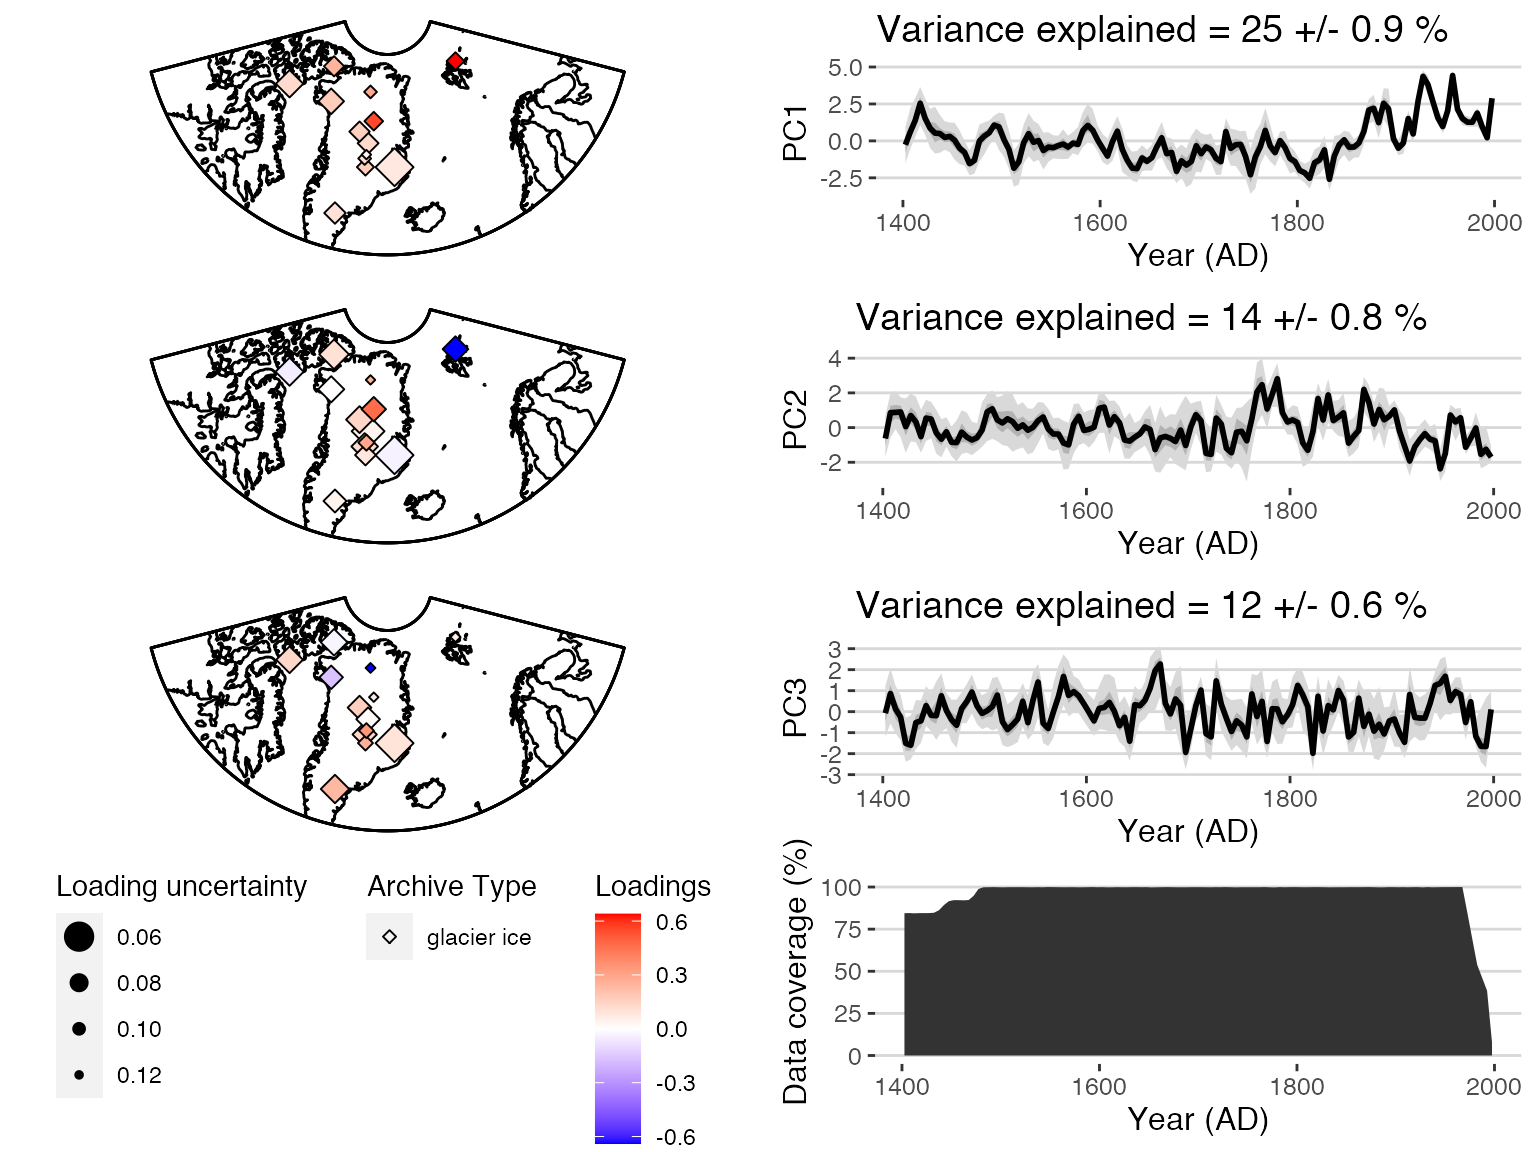 Variance explained = 25 +/- 0.9 %
PC1
5.0
2.5
0.0
-2.5
1400 1600 1800 2000
Year (AD)
Variance explained = 14 +/- 0.8 %
PC2
4
2
0
-2
1400 1600 1800 2000
Year (AD)
Variance explained = 12 +/- 0.6 %
PC3
3
2
1
0
-1
-2
-3
1400 1600 1800 2000
Year (AD)
Loading uncertainty
0.06
0.08
0.10
0.12
Archive Type
glacier ice
Loadings
0.6
0.3
0.0
-0.3
-0.6
Data coverage (%)
100
75
50
25
0
1400 1600 1800 2000
Year (AD)